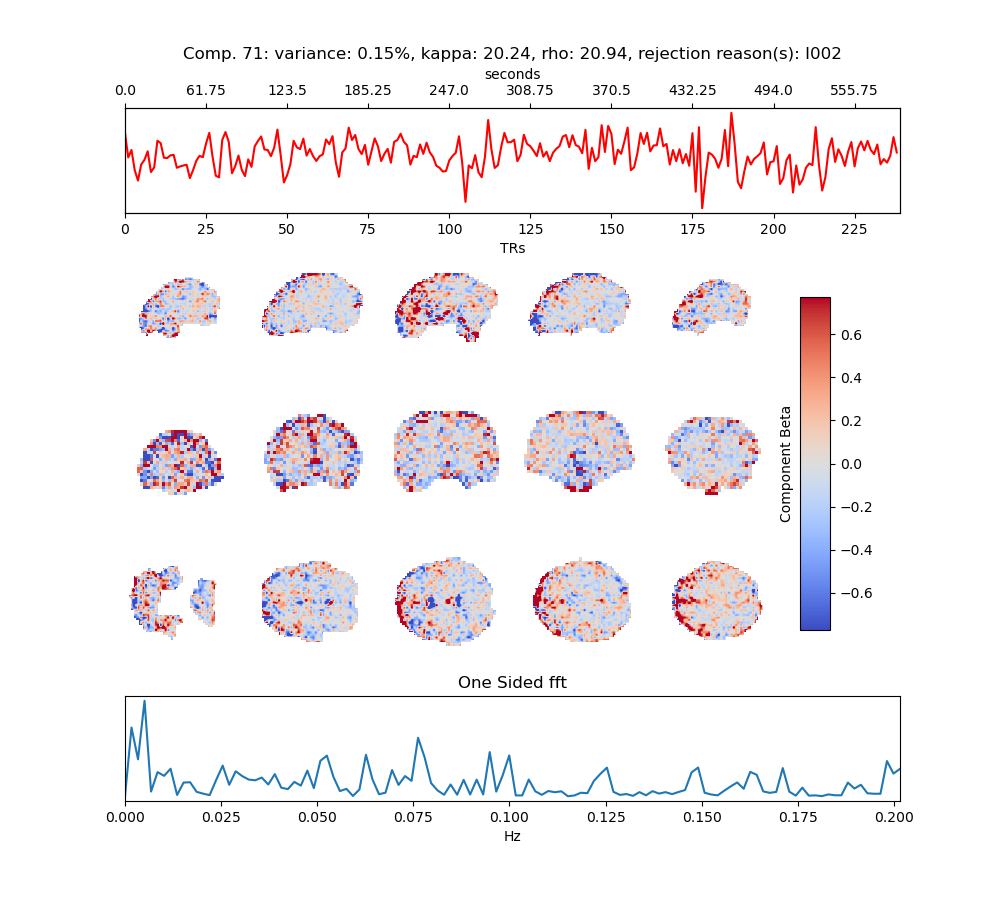 Comp. 71: variance: 0.15%, kappa: 20.24, rho: 20.94, rejection reason(s): I002
seconds
0.0 61.75 123.5 185.25 247.0 308.75 370.5 432.25 494.0 555.75
0 25 50 75 100 125 150 175 200 225
TRs
0.6
0.4
0.2
0.0
−0.2
−0.4
−0.6
Component Beta
One Sided fft
0.000 0.025 0.050 0.075 0.100 0.125 0.150 0.175 0.200
Hz